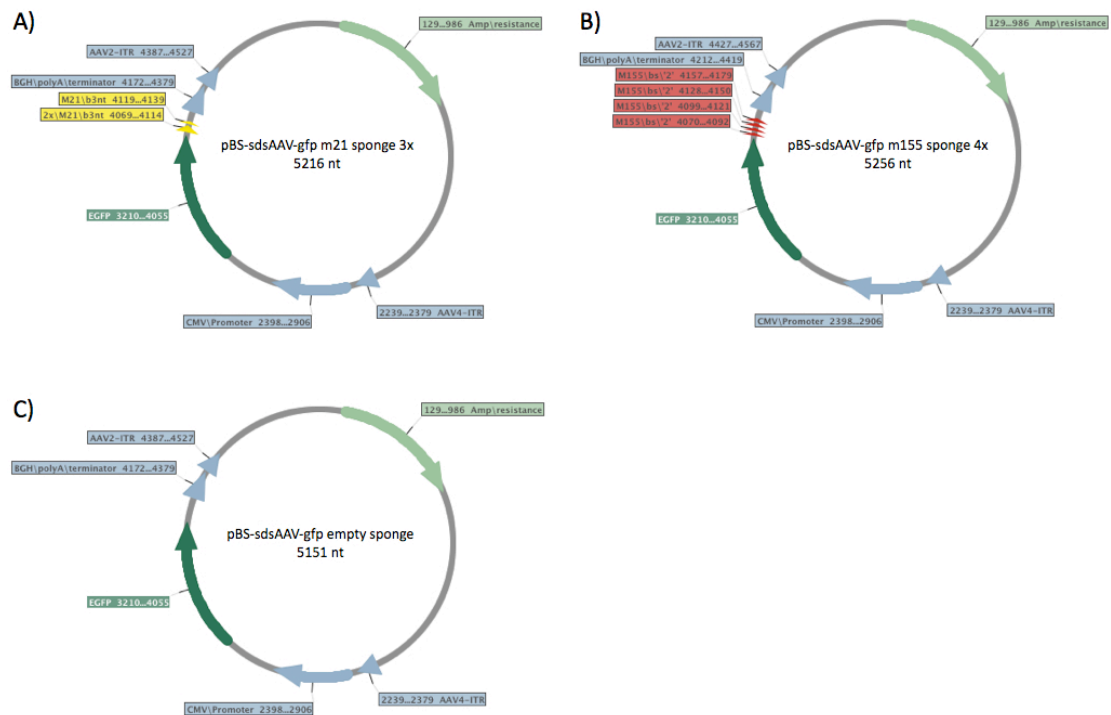 A)
129...986 Amp\resistance
AAV2-ITR 4387...4527
BGH\polyA\terminator 4172...4379
M21\b3nt 4119...4139
2x\M21\b3nt 4069...4114
pBS-sdsAAV-gfp m21 sponge 3x
5216 nt
EGFP 3210...4055
CMV\Promoter 2398...2906
2239...2379 AAV4-ITR
B)
129...986 Amp\resistance
AAV2-ITR 4427...4567
BGH\polyA\terminator 4212...4419
M155\bs\'2' 4157...4179
M155\bs\'2' 4128...4150
M155\bs\'2' 4099...4121
M155\bs\'2' 4070...4092
pBS-sdsAAV-gfp m155 sponge 4x
5256 nt
EGFP 3210...4055
CMV\Promoter 2398...2906
2239...2379 AAV4-ITR
C)
129...986 Amp\resistance
AAV2-ITR 4387...4527
BGH\polyA\terminator 4172...4379
pBS-sdsAAV-gfp empty sponge
5151 nt
EGFP 3210...4055
CMV\Promoter 2398...2906
2239...2379 AAV4-ITR